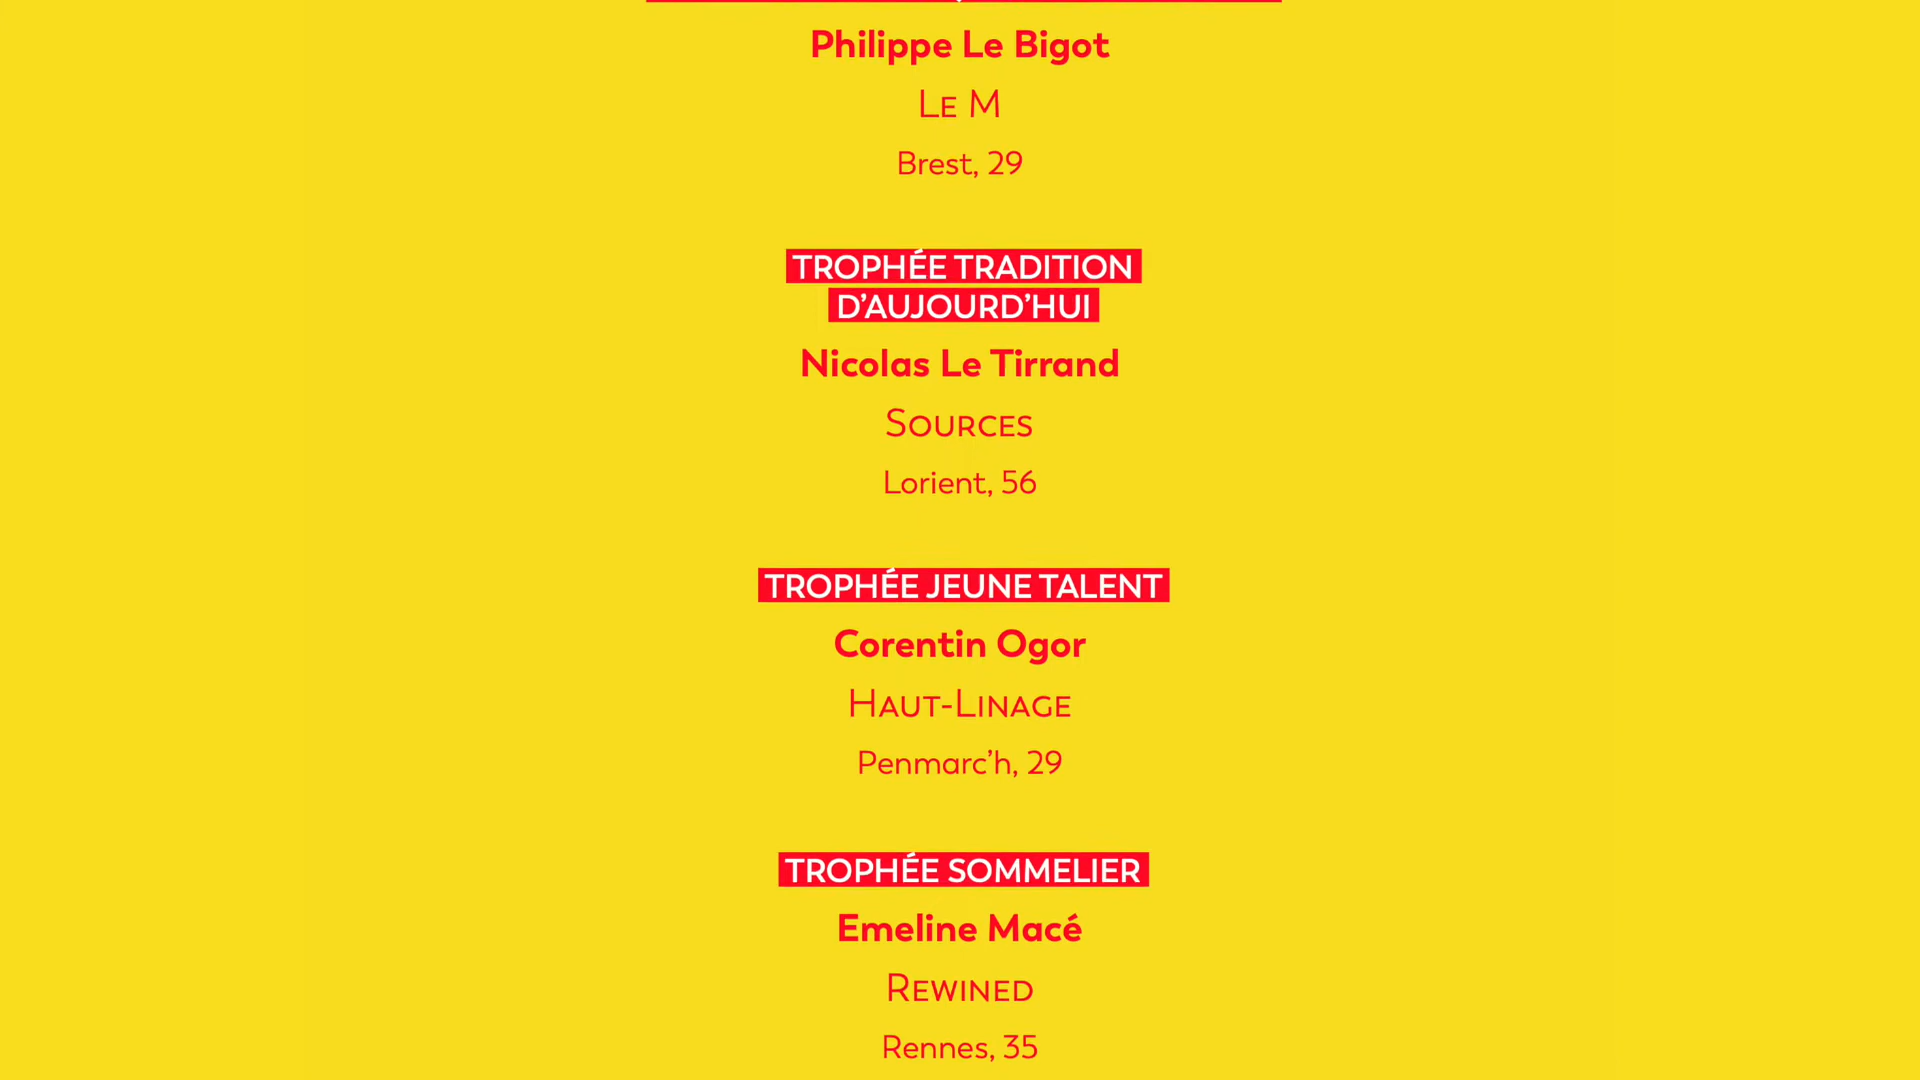 Philippe Le Bigot
Le M
Brest, 29
TROPHÉE TRADITION
D’AUJOURD’HUI
Nicolas Le Tirrand
Sources
Lorient, 56
TROPHÉE JEUNE TALENT
Corentin Ogor
Haut-Linage
Penmarc’h, 29
TROPHÉE SOMMELIER
Emeline Macé
Rewined
Rennes, 35